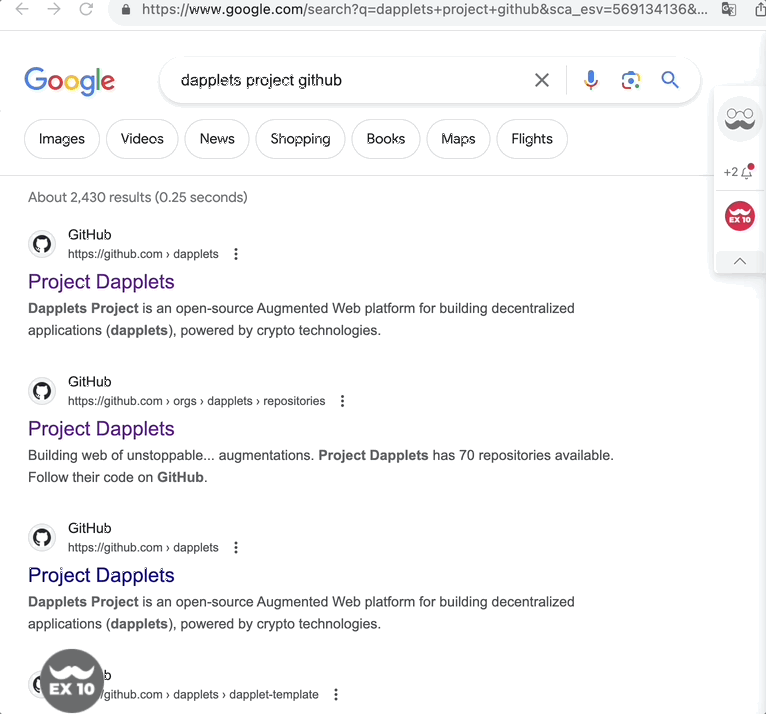 https://www.google.com/search?q=dapplets+project+github&sca_esv=569134136&...
Google
dapplets project github
Images
Videos
News
Shopping
Books
Maps
Flights
+2
EX 10
About 2,430 results (0.25 seconds)
GitHub
https://github.com › dapplets
Project Dapplets
Dapplets Project is an open-source Augmented Web platform for building decentralized
applications (dapplets), powered by crypto technologies.
GitHub
https://github.com › orgs › dapplets › repositories
Project Dapplets
Building web of unstoppable... augmentations. Project Dapplets has 70 repositories available.
Follow their code on GitHub.
GitHub
https://github.com › dapplets
Project Dapplets
Dapplets Project is an open-source Augmented Web platform for building decentralized
applications (dapplets), powered by crypto technologies.
b
/github.com › dapplets › dapplet-template
EX 10